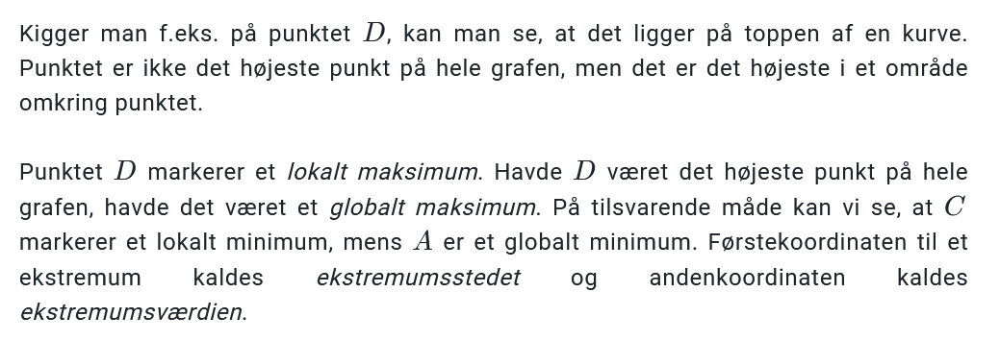 Kigger man f.eks. på punktet D, kan man se, at det ligger på toppen af en kurve.
Punktet er ikke det højeste punkt på hele grafen, men det er det højeste i et område
omkring punktet.
Punktet D markerer et lokalt maksimum. Havde D været det højeste punkt på hele
grafen, havde det været et globalt maksimum. På tilsvarende måde kan vi se, at C
markerer et lokalt minimum, mens A er et globalt minimum. Førstekoordinaten til et
ekstremum kaldes ekstremumsstedet og andenkoordinaten kaldes
ekstremumsværdien.